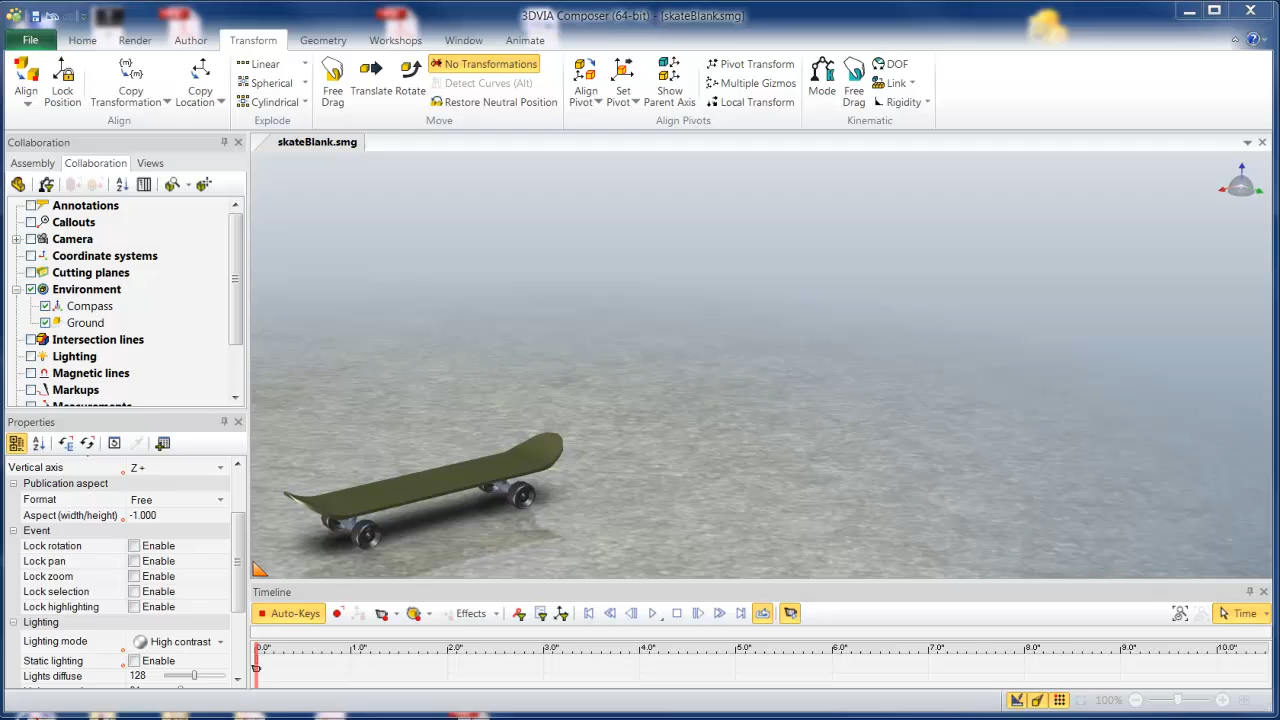 3DVIA Composer (64-bit) - [skateBlank.smg]
File Home Render Author Transform Geometry Workshops Window Animate
Align
Lock Position
Copy Transformation
Copy Location
Align
Linear
Spherical
Cylindrical
Explode
Free Drag
Translate
Rotate
No Transformations
Detect Curves (Alt)
Restore Neutral Position
Move
Align Pivot
Set Pivot
Show Parent Axis
Pivot Transform
Multiple Gizmos
Local Transform
Align Pivots
Mode
Free Drag
DOF
Link
Rigidity
Kinematic
Collaboration
Assembly Collaboration Views
Annotations
Callouts
Camera
Coordinate systems
Cutting planes
Environment
Compass
Ground
Intersection lines
Lighting
Magnetic lines
Markups
Measurements
skateBlank.smg
Properties
Vertical axis Z +
Publication aspect
Format Free
Aspect (width/height) -1.000
Event
Lock rotation Enable
Lock pan Enable
Lock zoom Enable
Lock selection Enable
Lock highlighting Enable
Lighting
Lighting mode High contrast
Static lighting Enable
Lights diffuse 128
Timeline
Auto-Keys Effects Time
0.0" 1.0" 2.0" 3.0" 4.0" 5.0" 6.0" 7.0" 8.0" 9.0" 10.0"
100%